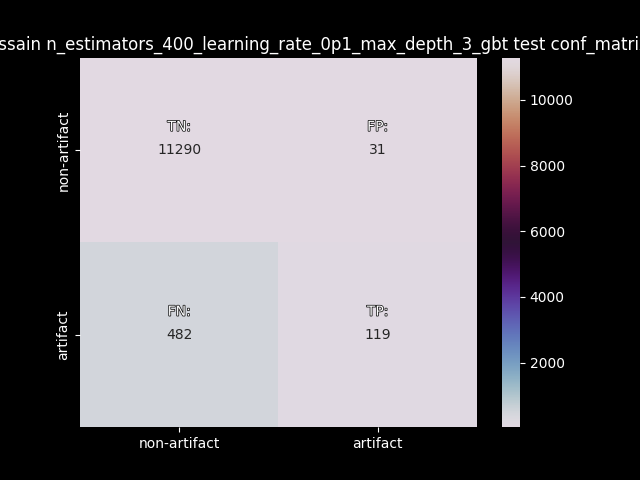 ssain n_estimators_400_learning_rate_0p1_max_depth_3_gbt test conf_matri
non-artifact
TN:
11290
FP:
31
artifact
FN:
482
TP:
119
non-artifact
artifact
10000
8000
6000
4000
2000